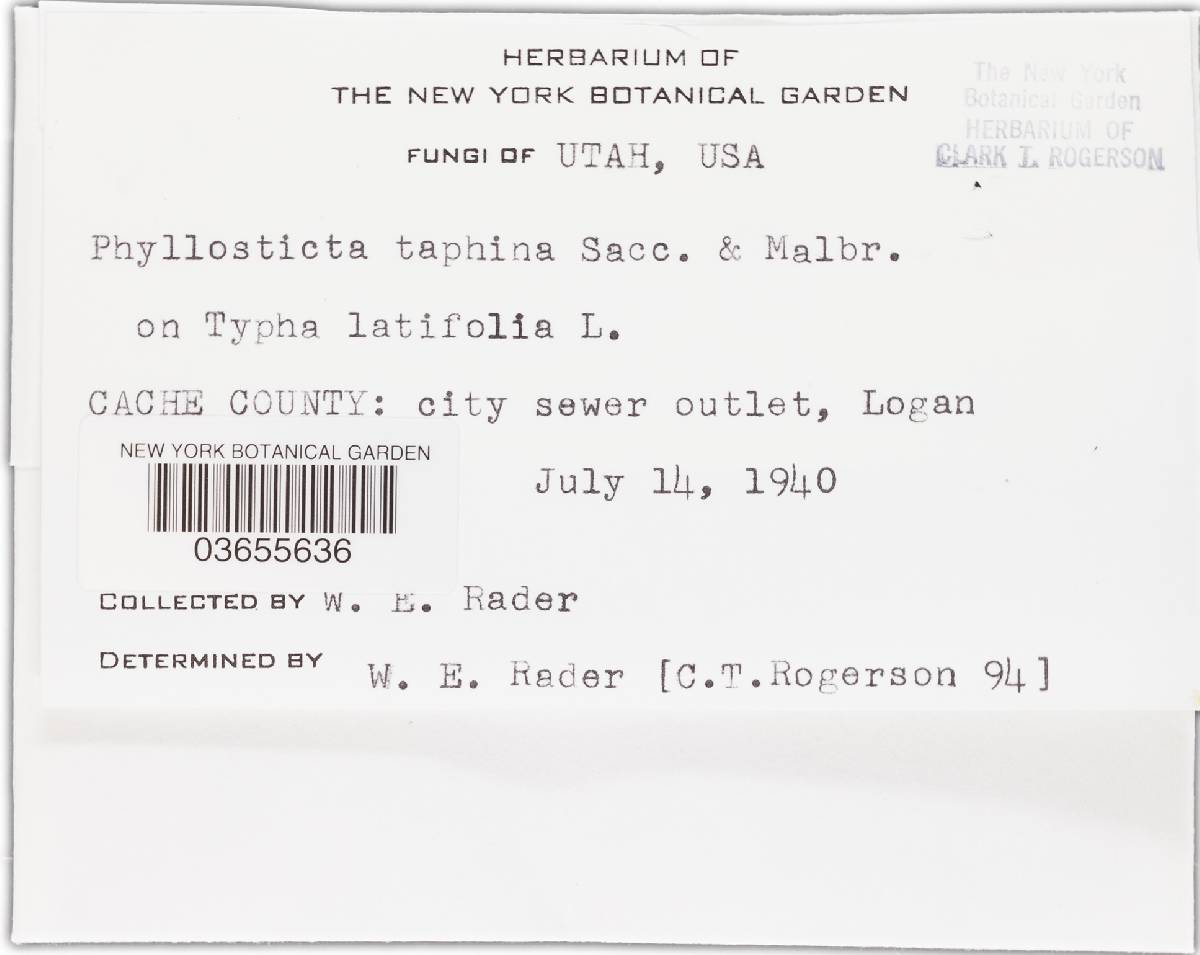 HERBARIUM OF
THE NEW YORK BOTANICAL GARDEN
FUNGI OF UTAH, USA
The New York
Botanical Garden
HERBARIUM OF
CLARK T. ROGERSON
Phyllosticta taphina Sacc. & Malbr.
on Typha latifolia L.
CACHE COUNTY: city sewer outlet, Logan
NEW YORK BOTANICAL GARDEN
03655636
July 14, 1940
COLLECTED BY W. E. Rader
DETERMINED BY W. E. Rader [C.T.Rogerson 94]